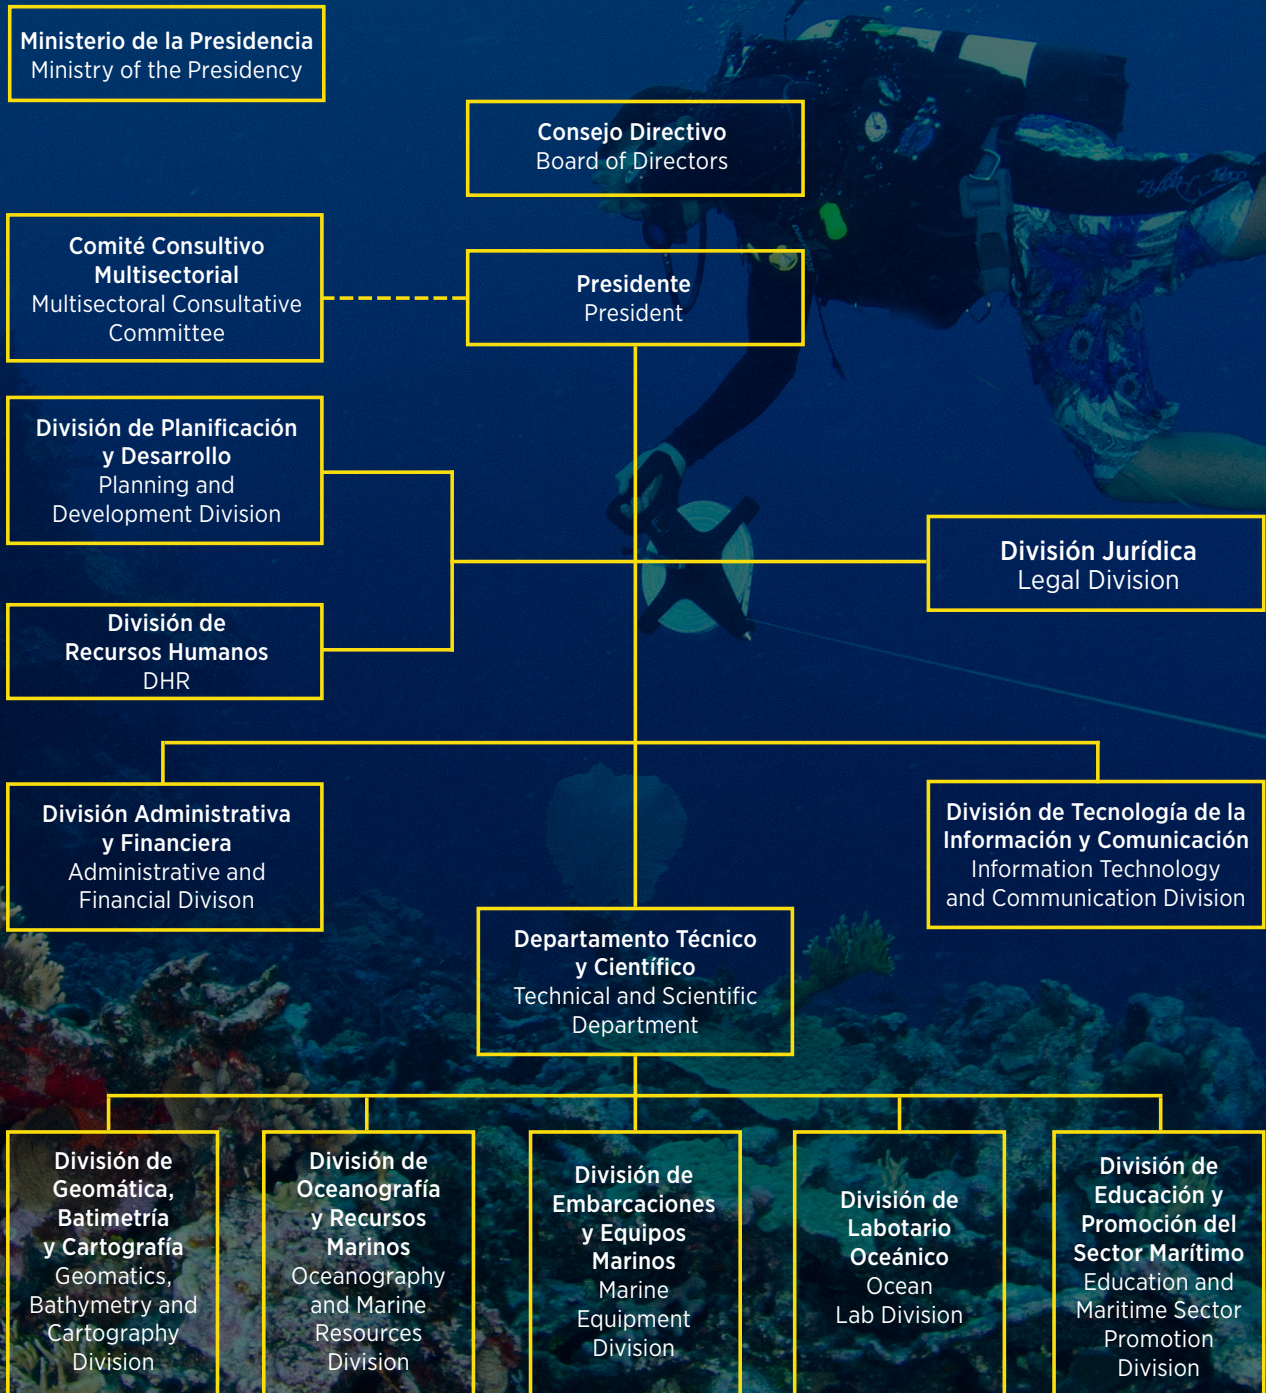 Ministerio de la Presidencia
Ministry of the Presidency
Consejo Directivo
Board of Directors
Comité Consultivo
Multisectorial
Multisectoral Consultative
Committee
Presidente
President
División de Planificación
y Desarrollo
Planning and
Development Division
División Jurídica
Legal Division
División de
Recursos Humanos
DHR
División Administrativa
y Financiera
Administrative and
Financial Divison
División de Tecnología de la
Información y Comunicación
Information Technology
and Communication Division
Departamento Técnico
y Científico
Technical and Scientific
Department
División de
Geomática,
Batimetría
y Cartografía
Geomatics,
Bathymetry and
Cartography
Division
División de
Oceanografía
y Recursos
Marinos
Oceanography
and Marine
Resources
Division
División de
Embarcaciones
y Equipos
Marinos
Marine
Equipment
Division
División de
Labotario
Oceánico
Ocean
Lab Division
División de
Educación y
Promoción del
Sector Marítimo
Education and
Maritime Sector
Promotion
Division